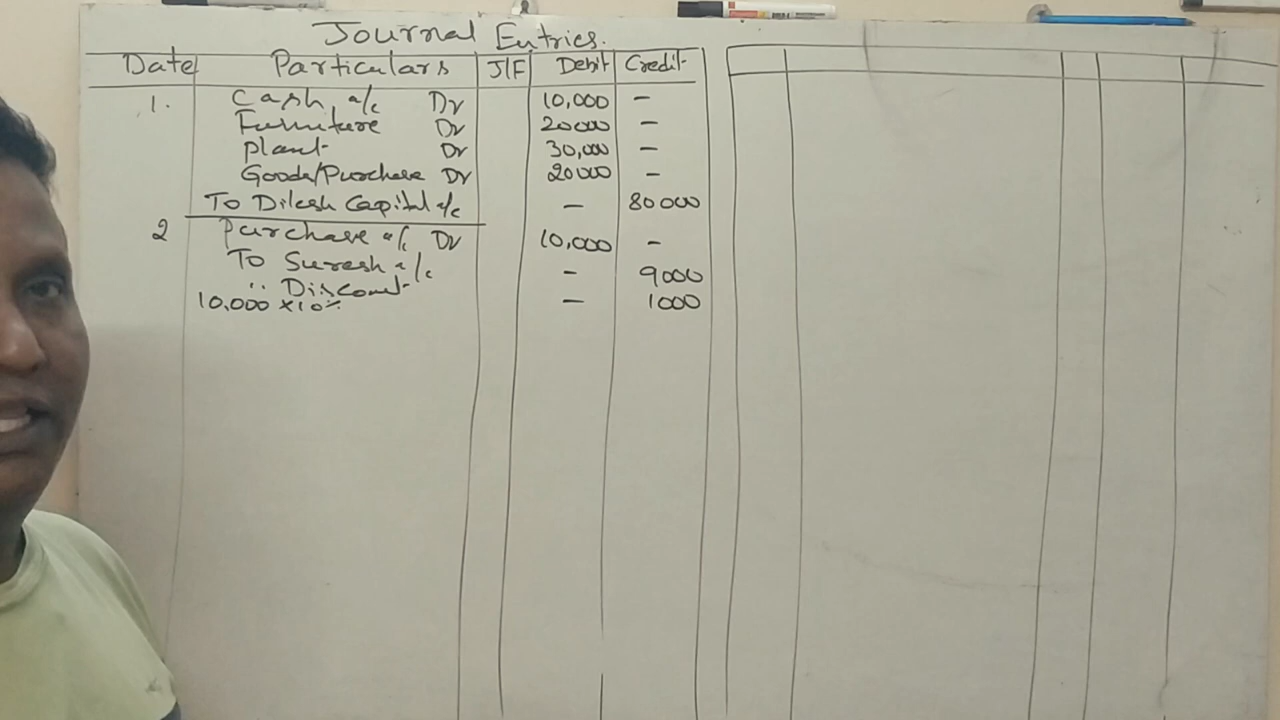 Journal Entries.
Date Particulars J/F Debit Credit
1. Cash a/c Dr 10,000 –
Furniture Dr 20000 –
Plant Dr 30,000 –
Goods/Purchase Dr 20000 –
To Dilesh Capital a/c – 80000
2 Purchase a/c Dr 10,000 –
To Suresh a/c – 9000
" Discount – 1000
10,000 × 10%